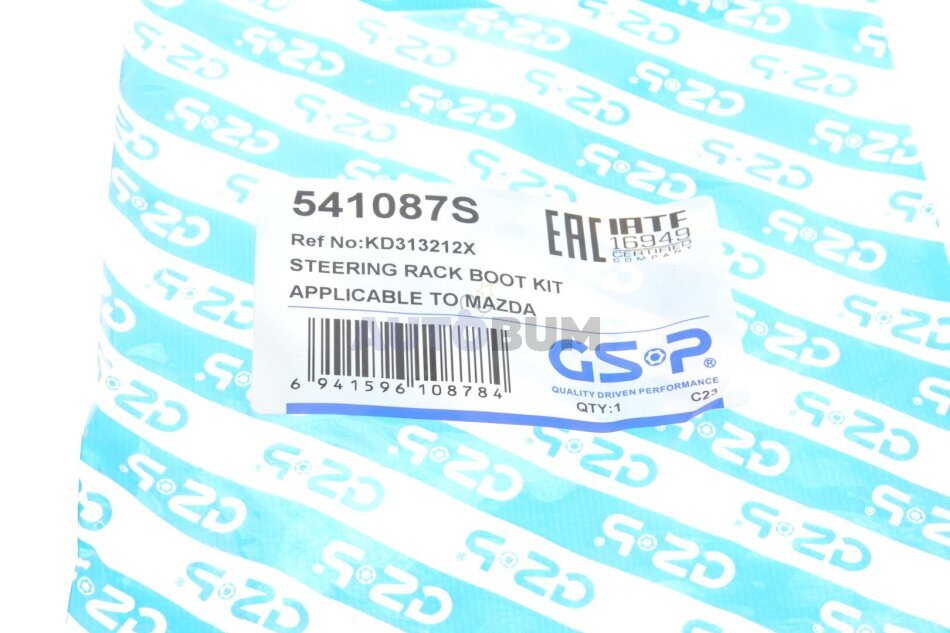 541087S
Ref No:KD313212X
STEERING RACK BOOT KIT
APPLICABLE TO MAZDA
EAC
IATF
16949
CERTIFIED
COMPANY
AUTOBUM
6 941596 108784
GSP®
QUALITY DRIVEN PERFORMANCE
QTY:1
C23